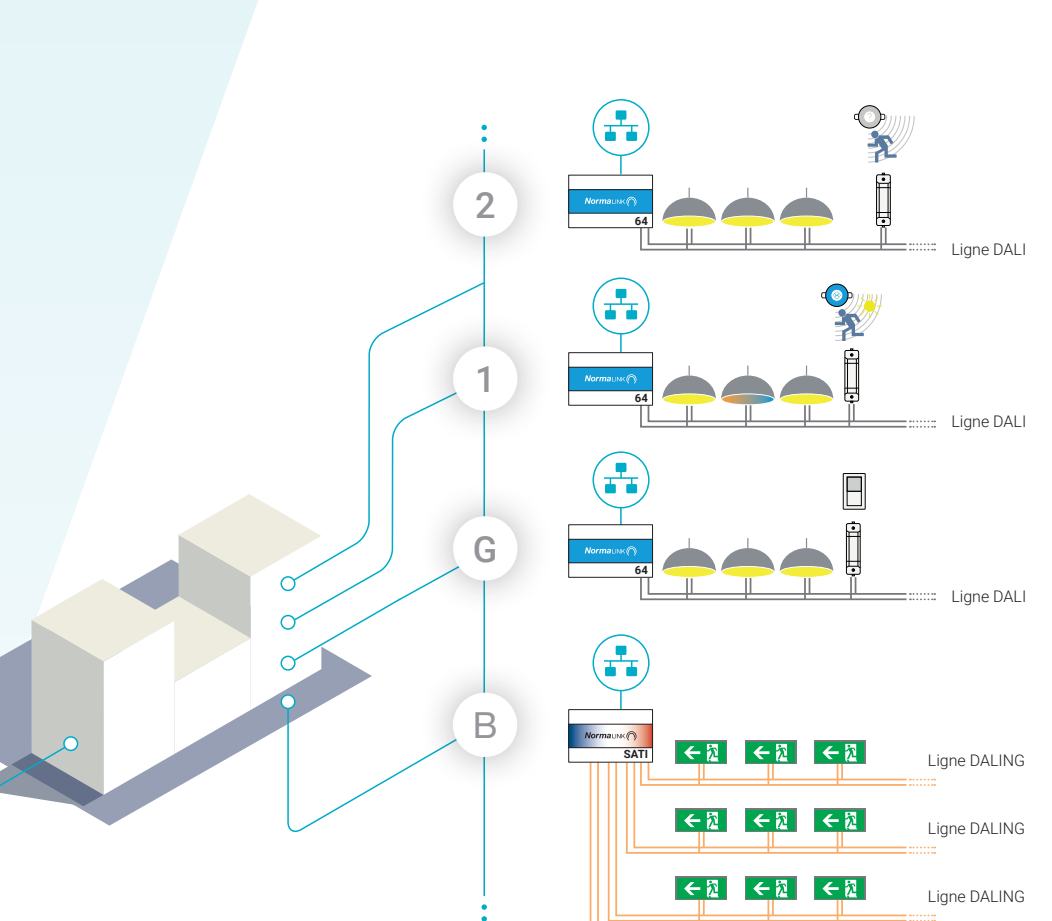 2
NormaLINK
64
Ligne DALI
1
NormaLINK
64
Ligne DALI
G
NormaLINK
64
Ligne DALI
B
NormaLINK
SATI
Ligne DALING
Ligne DALING
Ligne DALING